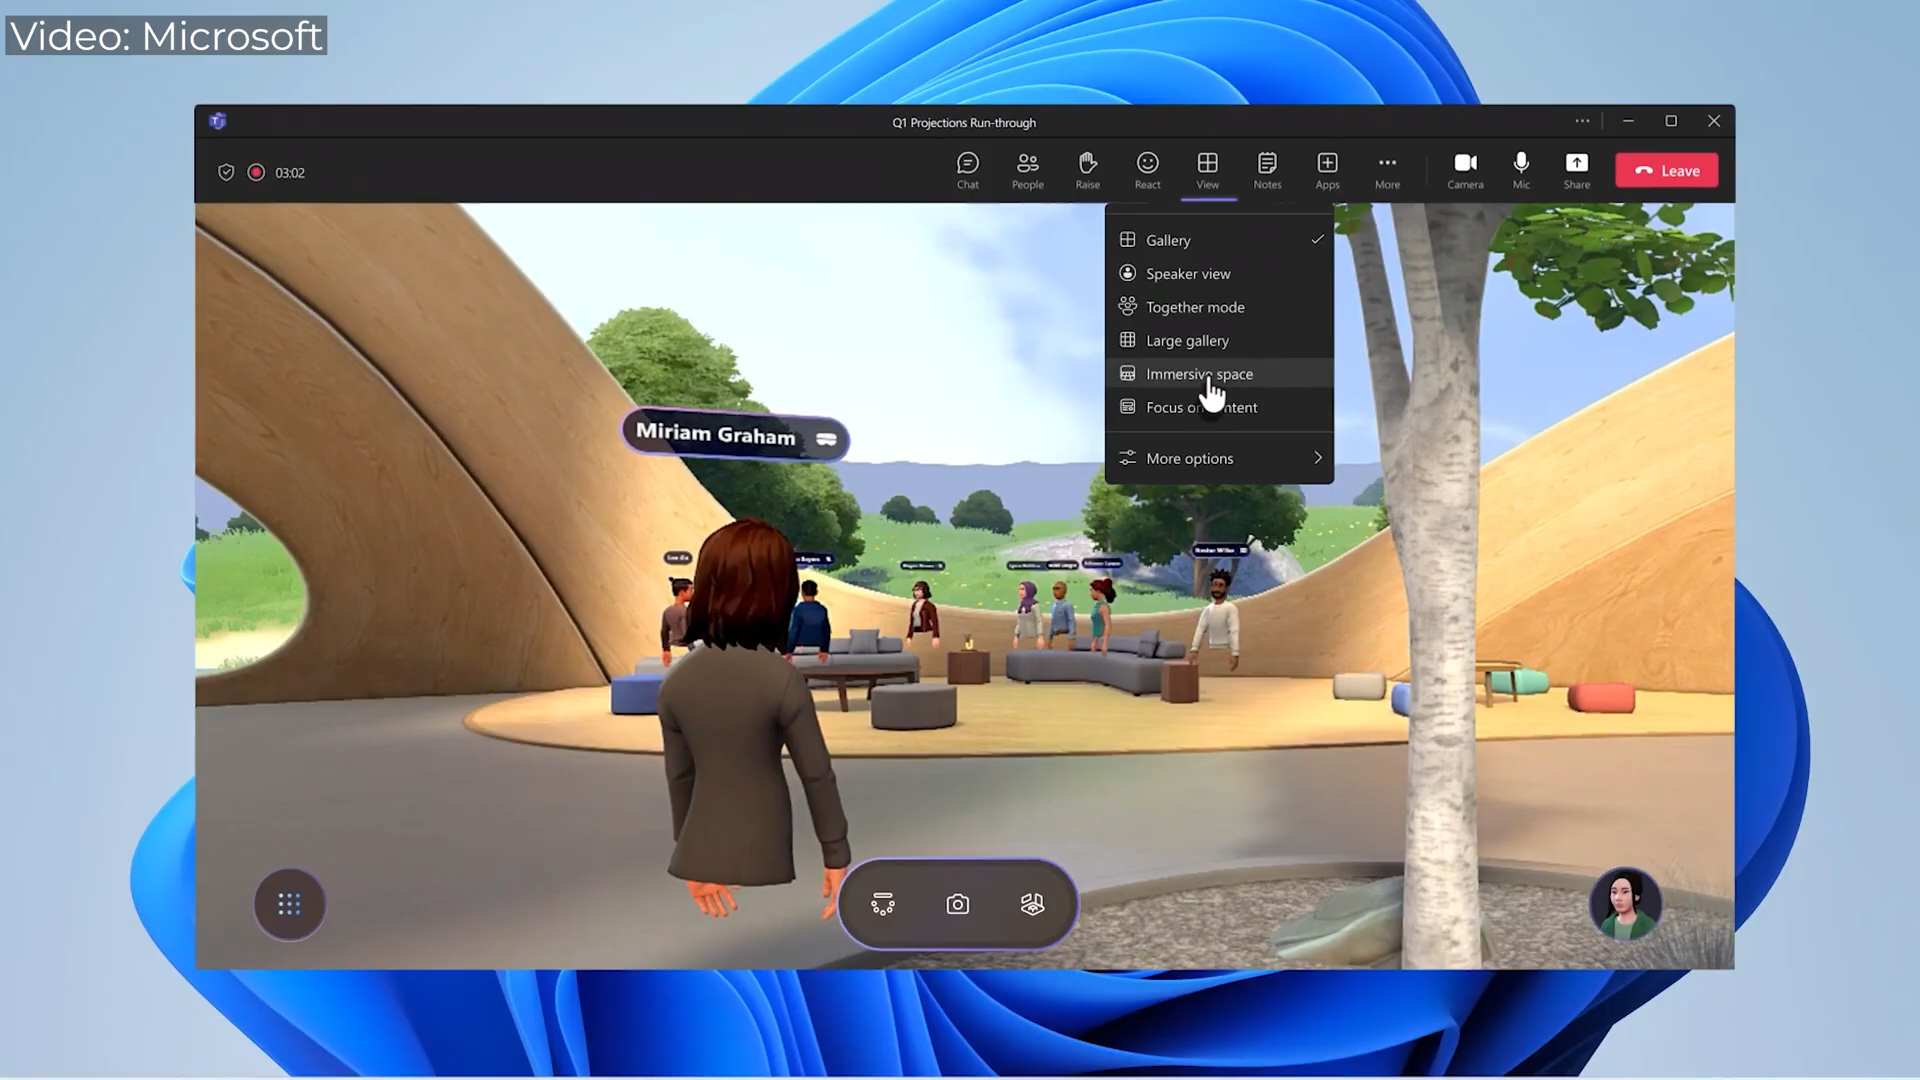 Video: Microsoft
Q1 Projections Run-through
03:02
Chat
People
Raise
React
View
Notes
Apps
More
Camera
Mic
Share
Leave
Gallery
Speaker view
Together mode
Large gallery
Immersive space
Focus on
More options
Miriam Graham